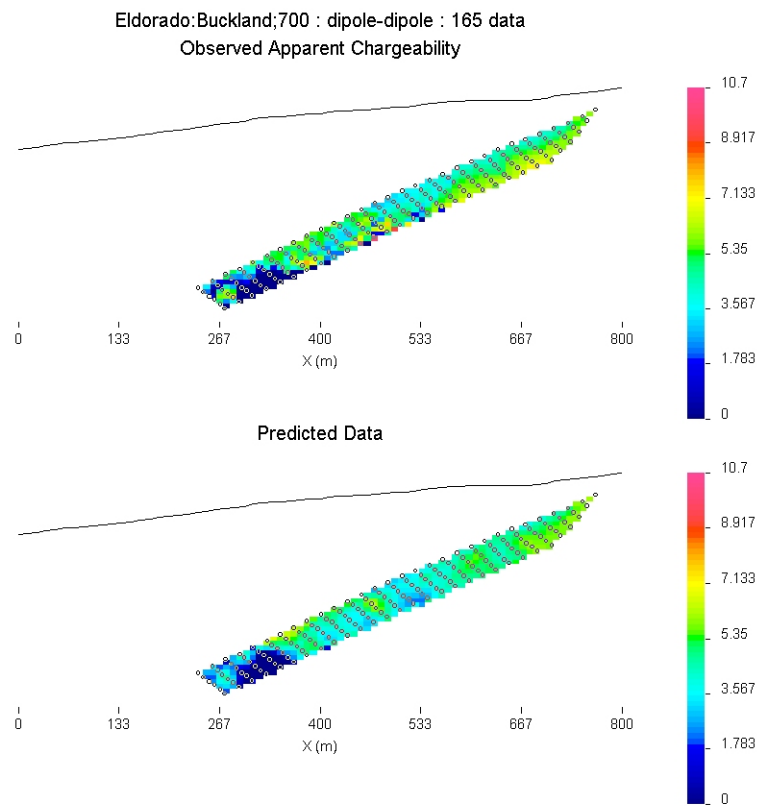 Eldorado:Buckland;700 : dipole-dipole : 165 data
Observed Apparent Chargeability
10.7
8.917
7.133
5.35
3.567
1.783
0
0 133 267 400 533 667 800
X (m)
Predicted Data
10.7
8.917
7.133
5.35
3.567
1.783
0
0 133 267 400 533 667 800
X (m)